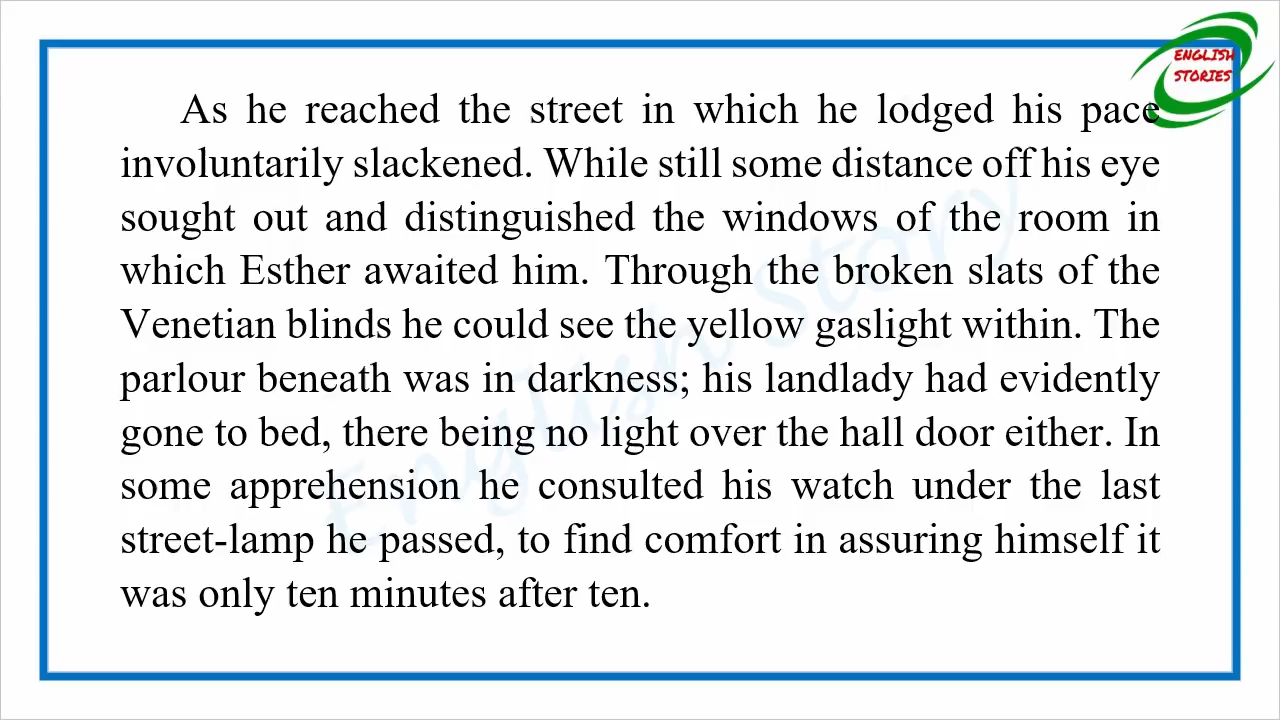 ENGLISH
STORIES
As he reached the street in which he lodged his pace
involuntarily slackened. While still some distance off his eye
sought out and distinguished the windows of the room in
which Esther awaited him. Through the broken slats of the
Venetian blinds he could see the yellow gaslight within. The
parlour beneath was in darkness; his landlady had evidently
gone to bed, there being no light over the hall door either. In
some apprehension he consulted his watch under the last
street-lamp he passed, to find comfort in assuring himself it
was only ten minutes after ten.
English Story